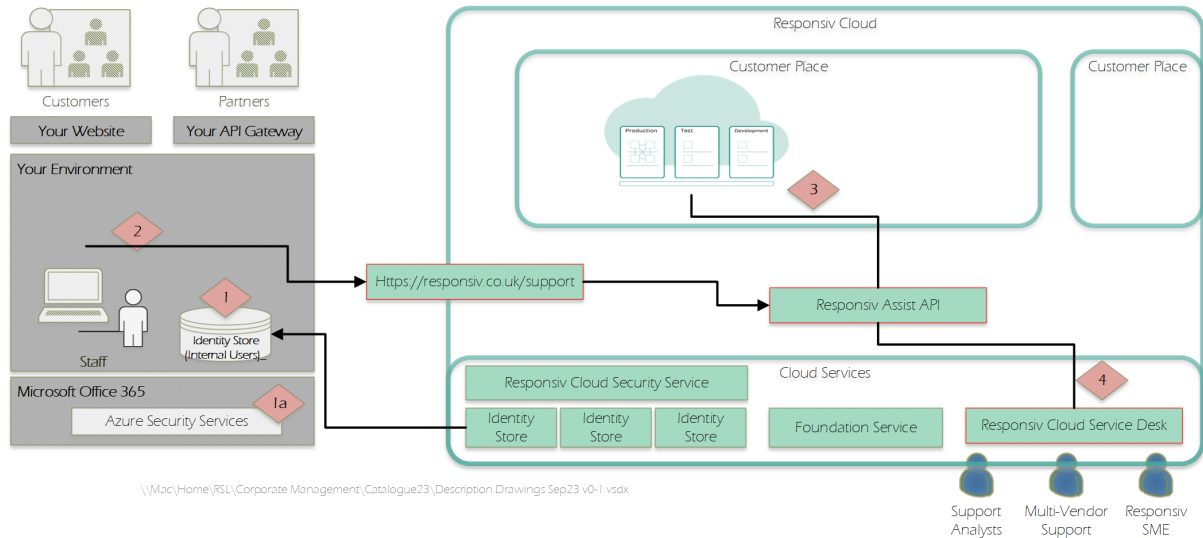 Responsiv Cloud
Customer Place
Customer Place
Customers
Partners
Your Website
Your API Gateway
Production
Test
Development
Your Environment
3
2
Https://responsiv.co.uk/support
Responsiv Assist API
1
Identity Store
(Internal Users)_
Staff
Cloud Services
Microsoft Office 365
1a
Azure Security Services
Responsiv Cloud Security Service
4
Identity
Store
Identity
Store
Identity
Store
Foundation Service
Responsiv Cloud Service Desk
\\Mac\Home\RSL\Corporate Management\Catalogue23\Description Drawings Sep23 v0-1.vsdx
Support
Analysts
Multi-Vendor
Support
Responsiv
SME